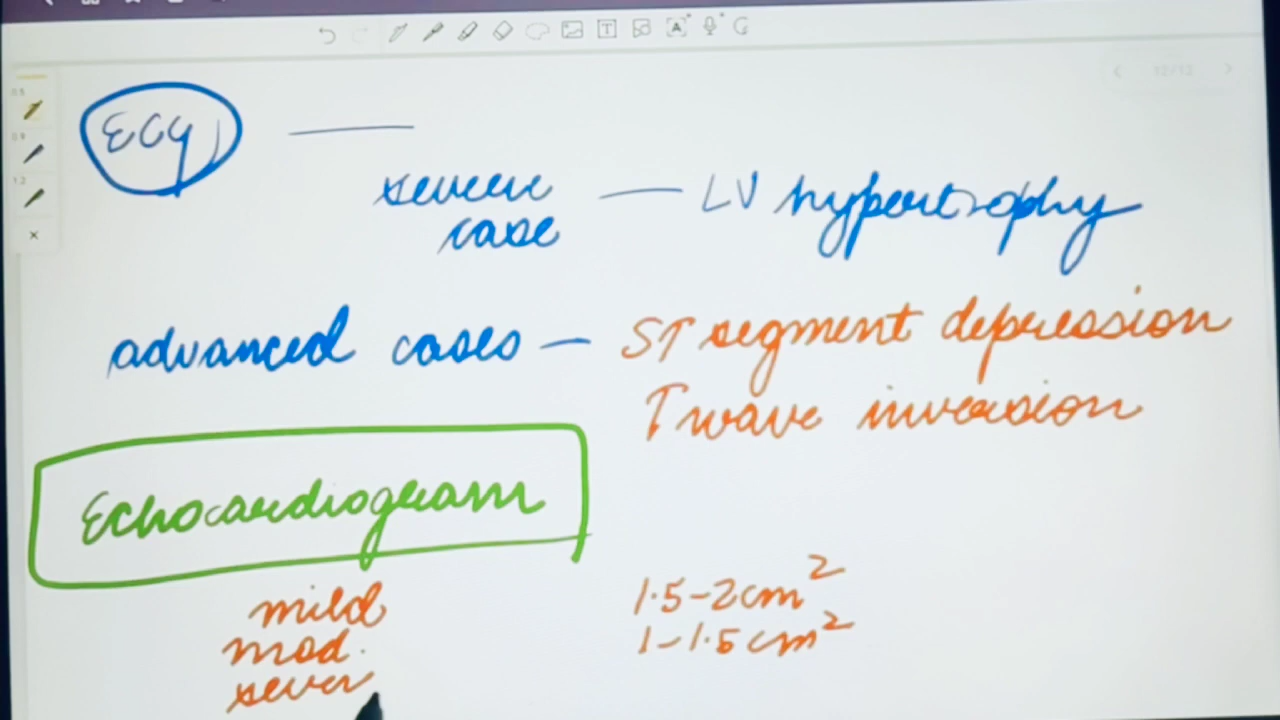 ECG
severe — LV hypertrophy
case
advanced cases — ST segment depression
T wave inversion
Echocardiogram
mild 1.5-2cm²
mod. 1-1.5cm²
sever